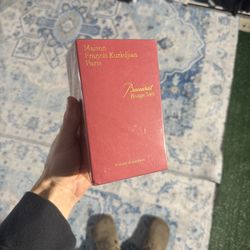 Maison
Francis Kurkdjian
Paris
Baccarat
Rouge 540